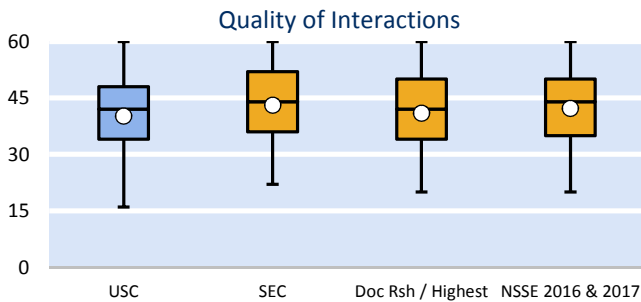 Quality of Interactions
60
45
30
15
0
USC SEC Doc Rsh / Highest NSSE 2016 & 2017